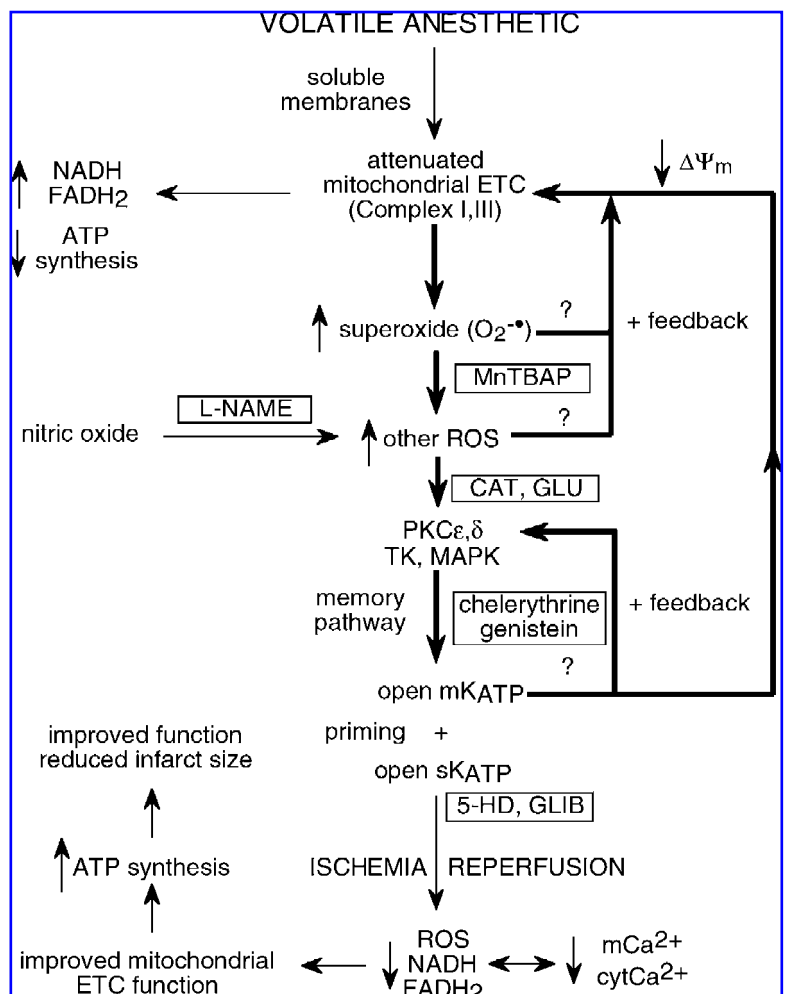 VOLATILE ANESTHETIC
soluble
membranes
attenuated
mitochondrial ETC
(Complex I,III)
↓ ΔΨm
↑ NADH
FADH2
↓ ATP
synthesis
↑ superoxide (O2-•)
?
+ feedback
MnTBAP
L-NAME
nitric oxide
↑ other ROS
?
CAT, GLU
PKCε,δ
TK, MAPK
memory
pathway
chelerythrine
genistein
+ feedback
?
open mKATP
priming +
open sKATP
5-HD, GLIB
improved function
reduced infarct size
↑ ATP synthesis
ISCHEMIA REPERFUSION
improved mitochondrial
ETC function
↓ ROS
NADH
FADH2
↓ mCa2+
cytCa2+